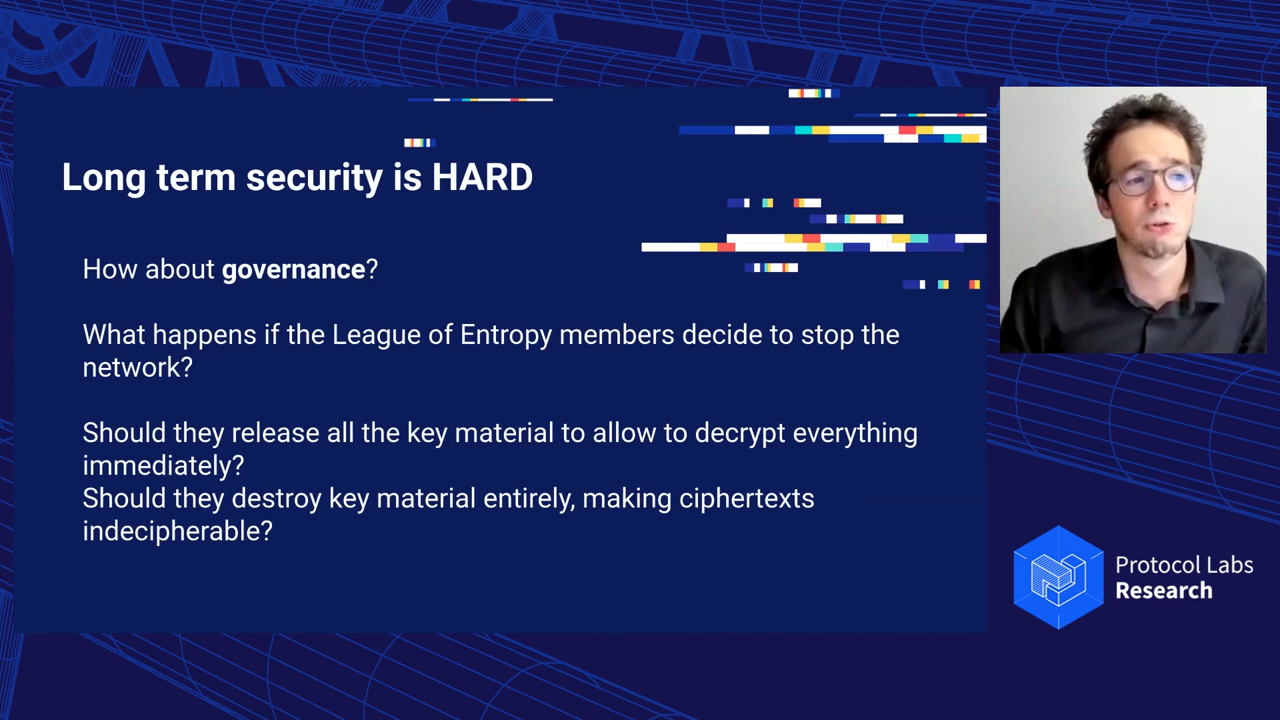 Long term security is HARD
How about governance?
What happens if the League of Entropy members decide to stop the
network?
Should they release all the key material to allow to decrypt everything
immediately?
Should they destroy key material entirely, making ciphertexts
indecipherable?
Protocol Labs
Research